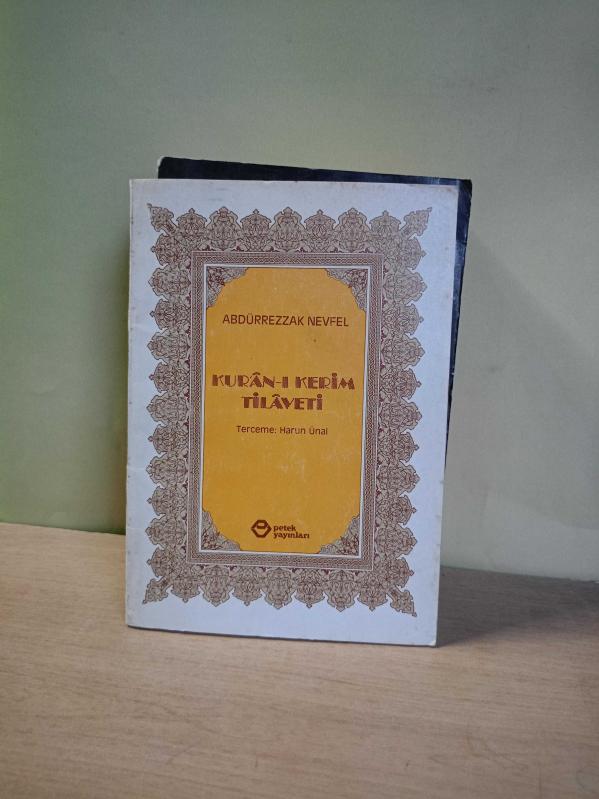 ABDÜRREZZAK NEVFEL
KURÂN-I KERİM
TİLÂVETİ
Terceme: Harun Ünal
petek
yayınları